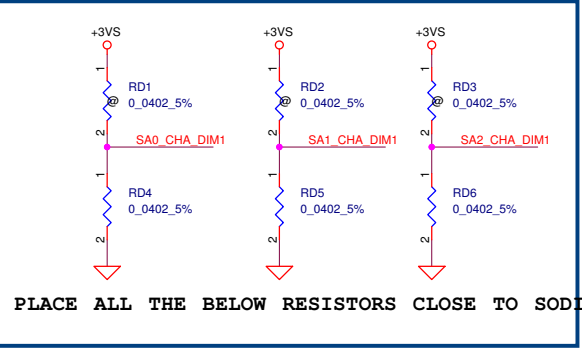 +3VS +3VS +3VS
1 1 1
RD1 RD2 RD3
@ 0_0402_5% @ 0_0402_5% @ 0_0402_5%
2 2 2
SA0_CHA_DIM1 SA1_CHA_DIM1 SA2_CHA_DIM1
1 1 1
RD4 RD5 RD6
0_0402_5% 0_0402_5% 0_0402_5%
2 2 2
PLACE ALL THE BELOW RESISTORS CLOSE TO